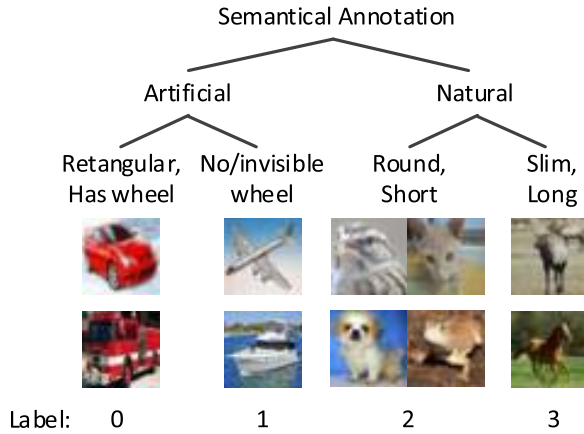 Semantical Annotation
Artificial
Natural
Retangular,
Has wheel
No/invisible
wheel
Round,
Short
Slim,
Long
Label: 0 1 2 3